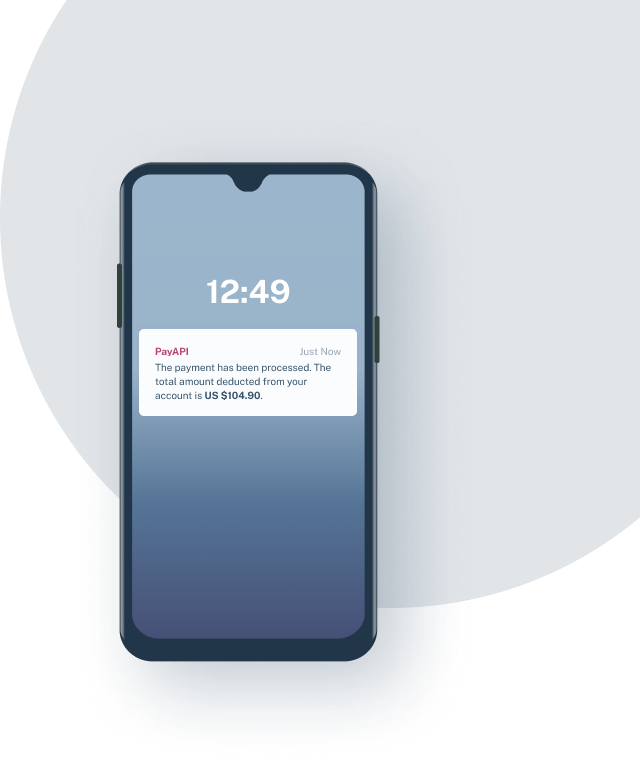 12:49
PayAPI Just Now
The payment has been processed. The
total amount deducted from your
account is US $104.90.